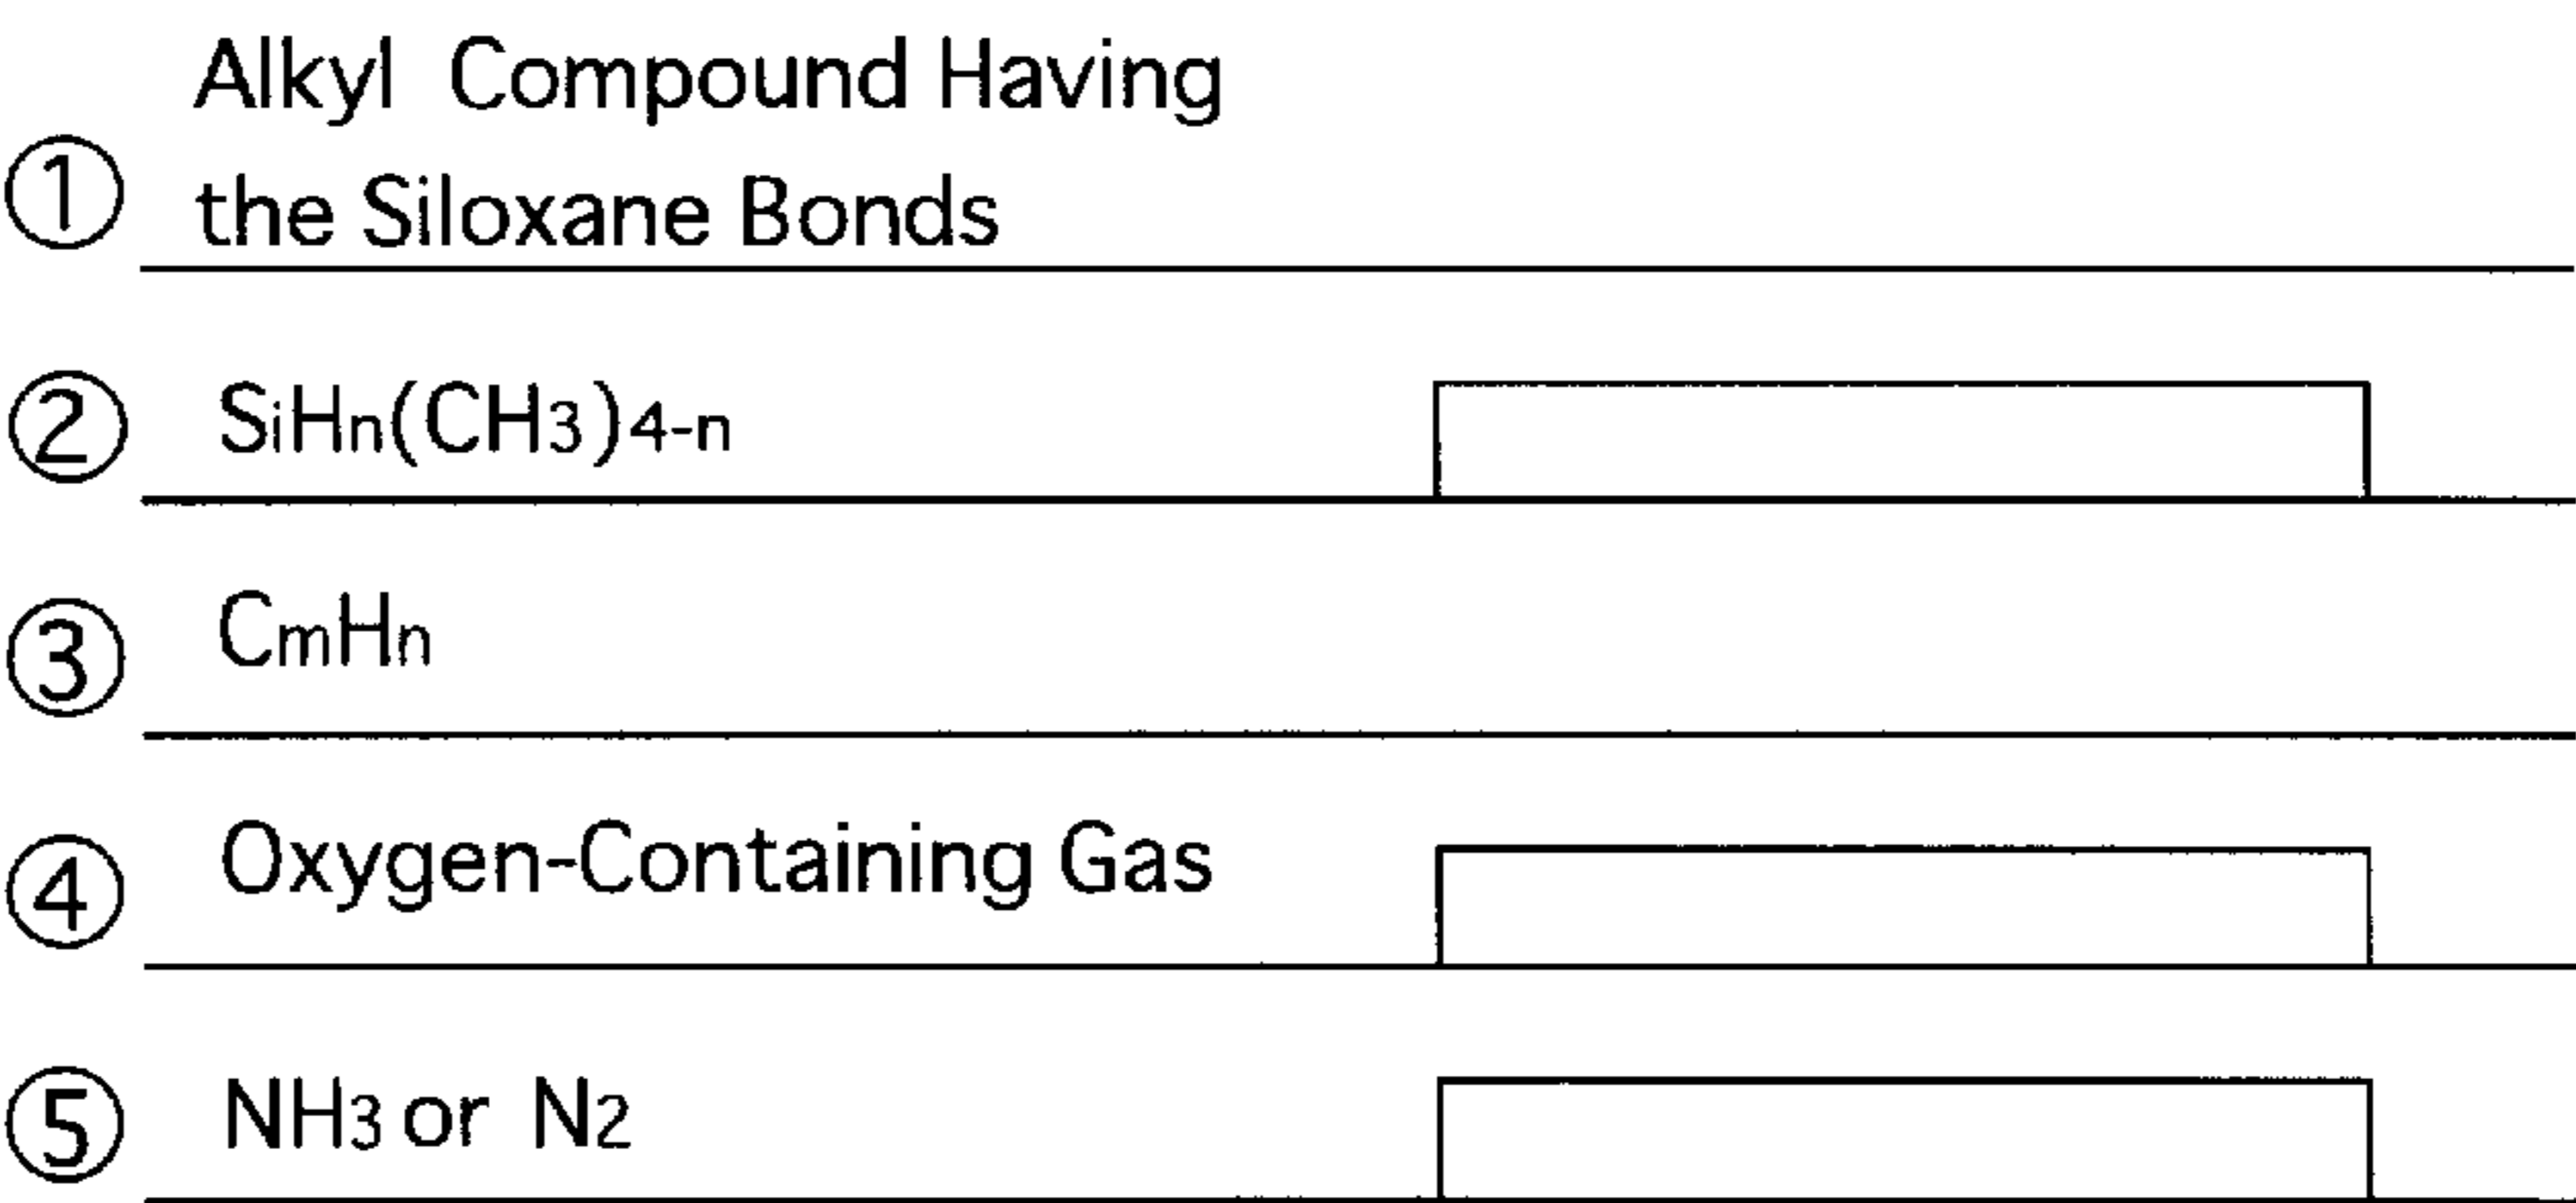 Alkyl Compound Having
① the Siloxane Bonds
② SiHn(CH3)4-n
③ CmHn
④ Oxygen-Containing Gas
⑤ NH3 or N2